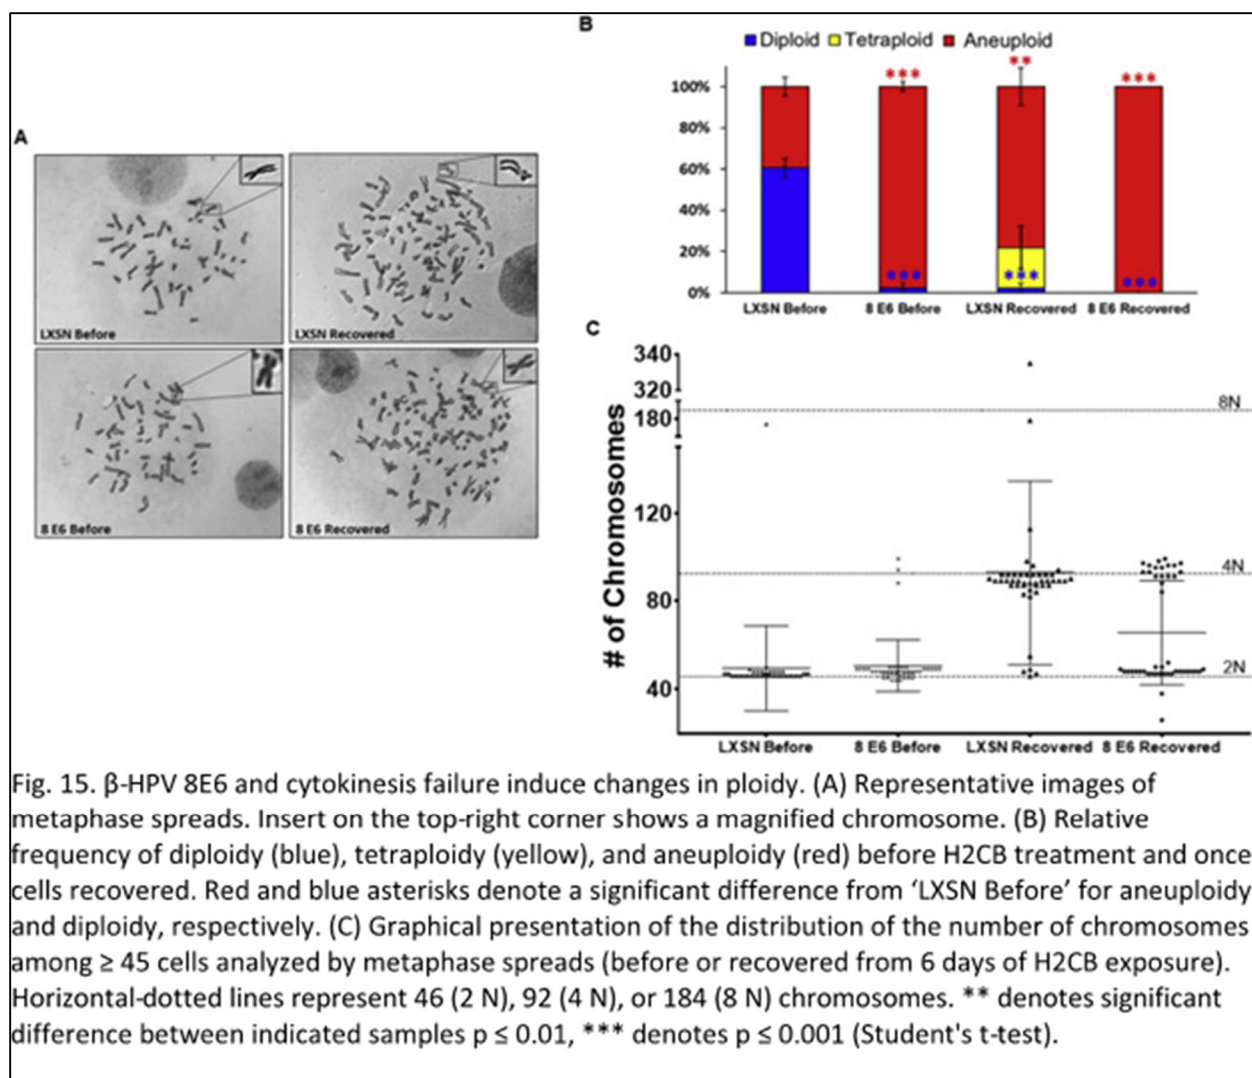 B
Diploid Tetraploid Aneuploid
*** ** ***
100%
80%
60%
40%
20%
0%
*** *** ***
LXSN Before 8 E6 Before LXSN Recovered 8 E6 Recovered
A
LXSN Before LXSN Recovered
8 E6 Before 8 E6 Recovered
C
# of Chromosomes
340
320
180
120
80
40
8N
4N
2N
LXSN Before 8 E6 Before LXSN Recovered 8 E6 Recovered
Fig. 15. β-HPV 8E6 and cytokinesis failure induce changes in ploidy. (A) Representative images of
metaphase spreads. Insert on the top-right corner shows a magnified chromosome. (B) Relative
frequency of diploidy (blue), tetraploidy (yellow), and aneuploidy (red) before H2CB treatment and once
cells recovered. Red and blue asterisks denote a significant difference from ‘LXSN Before’ for aneuploidy
and diploidy, respectively. (C) Graphical presentation of the distribution of the number of chromosomes
among ≥ 45 cells analyzed by metaphase spreads (before or recovered from 6 days of H2CB exposure).
Horizontal-dotted lines represent 46 (2 N), 92 (4 N), or 184 (8 N) chromosomes. ** denotes significant
difference between indicated samples p ≤ 0.01, *** denotes p ≤ 0.001 (Student's t-test).